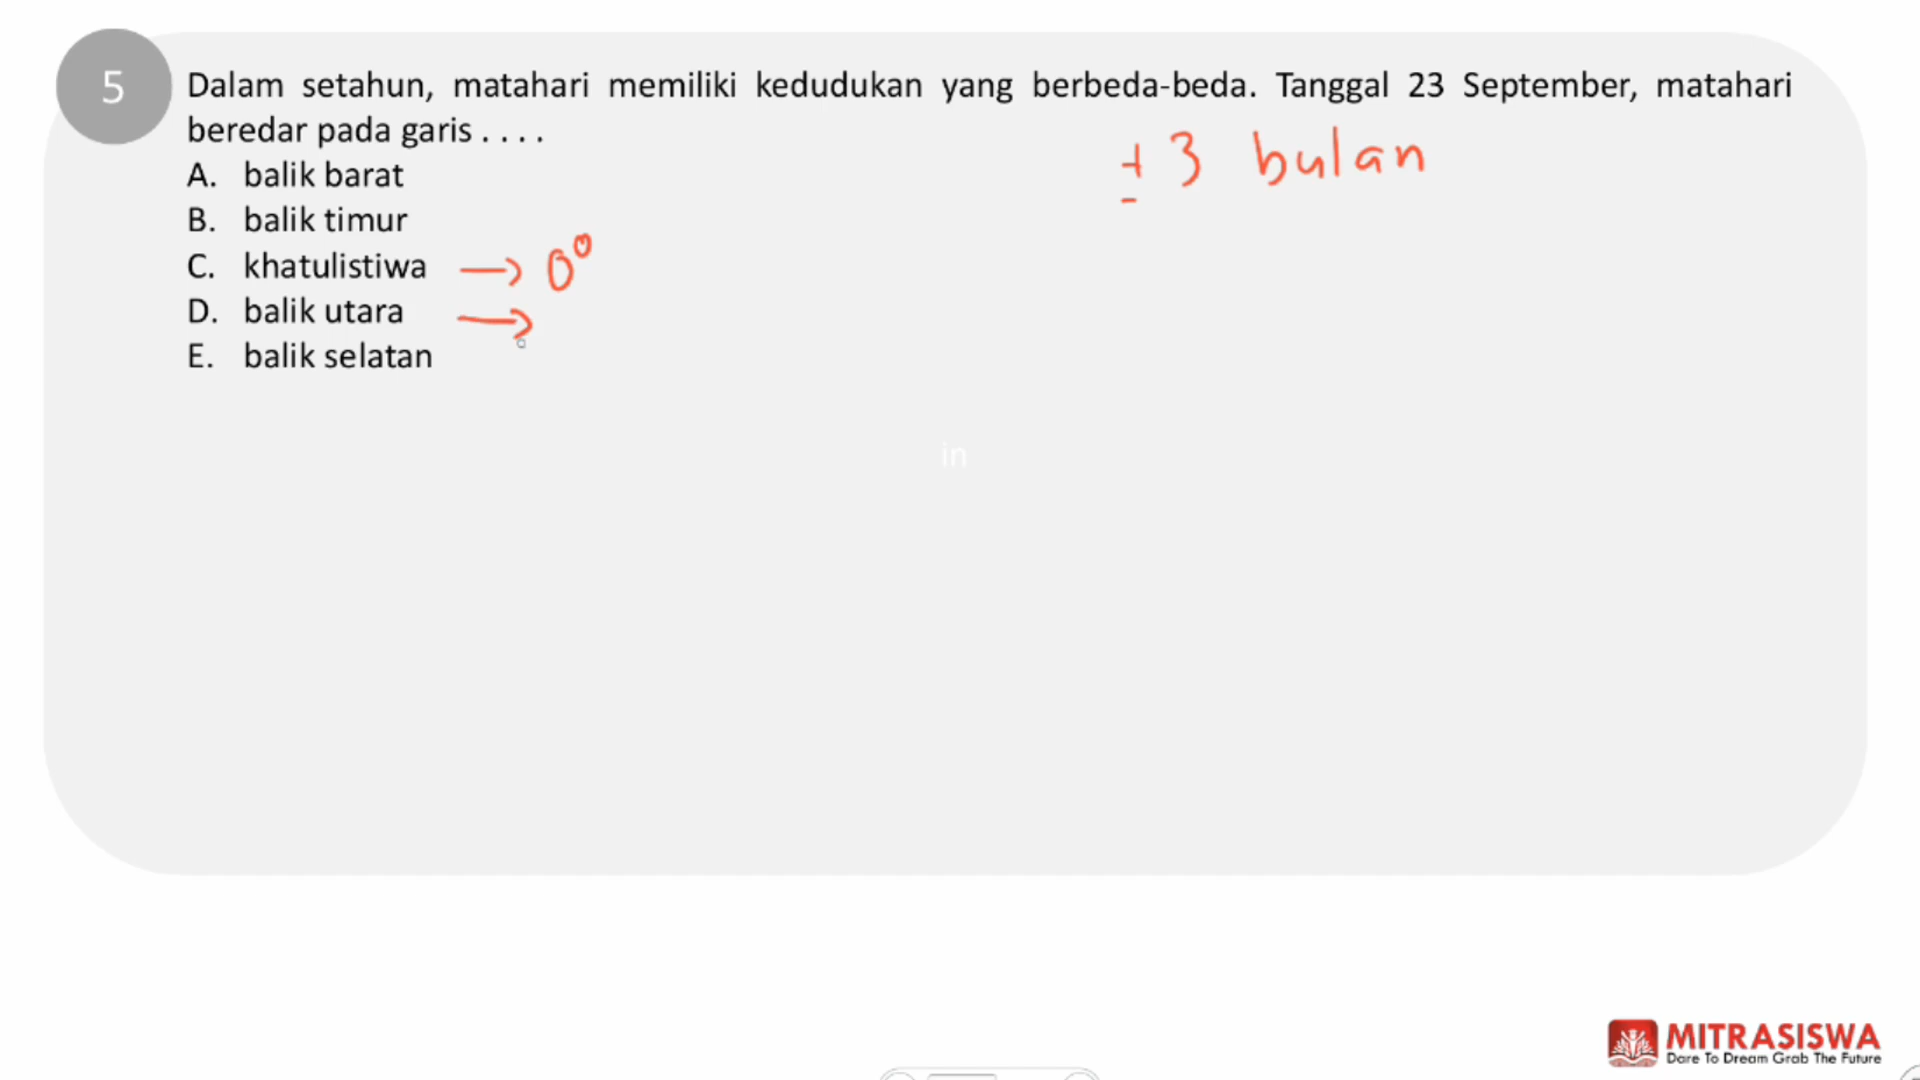 5
Dalam setahun, matahari memiliki kedudukan yang berbeda-beda. Tanggal 23 September, matahari
beredar pada garis . . . .
± 3 bulan
A. balik barat
B. balik timur
C. khatulistiwa → 0°
D. balik utara →
E. balik selatan
in
MITRASISWA
Dare To Dream Grab The Future